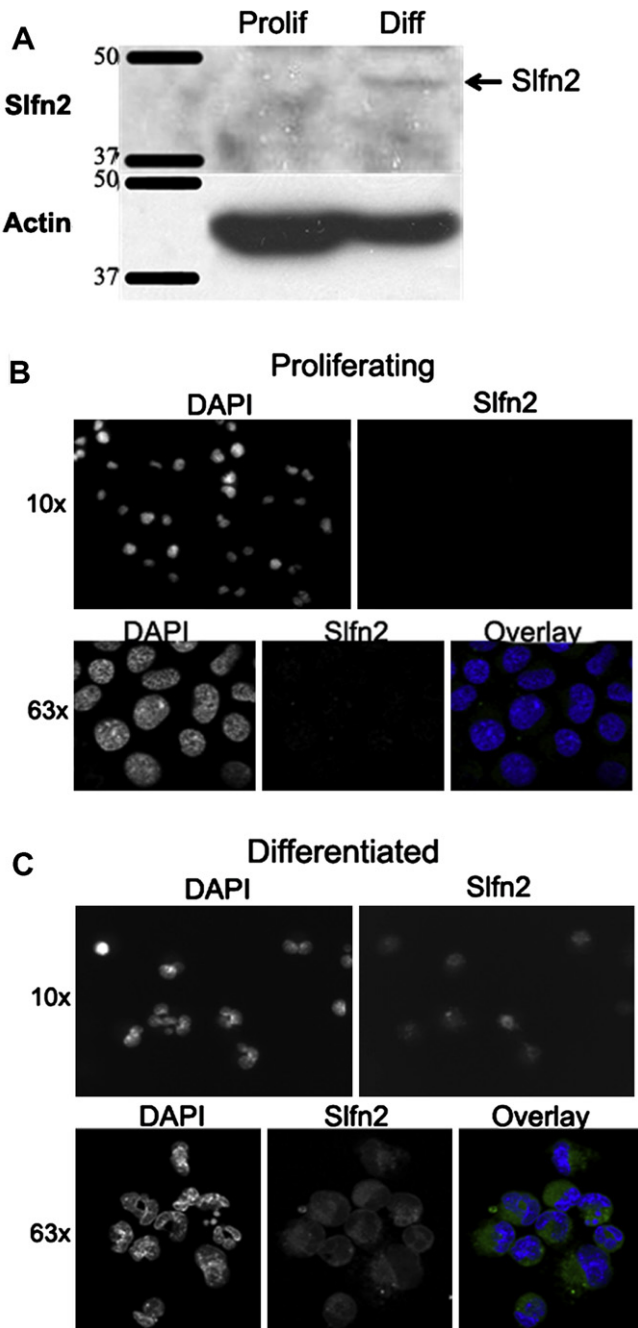 A
Prolif Diff
50
Slfn2
Slfn2
37
50
Actin
37
B
Proliferating
DAPI Slfn2
10x
DAPI Slfn2 Overlay
63x
C
Differentiated
DAPI Slfn2
10x
DAPI Slfn2 Overlay
63x